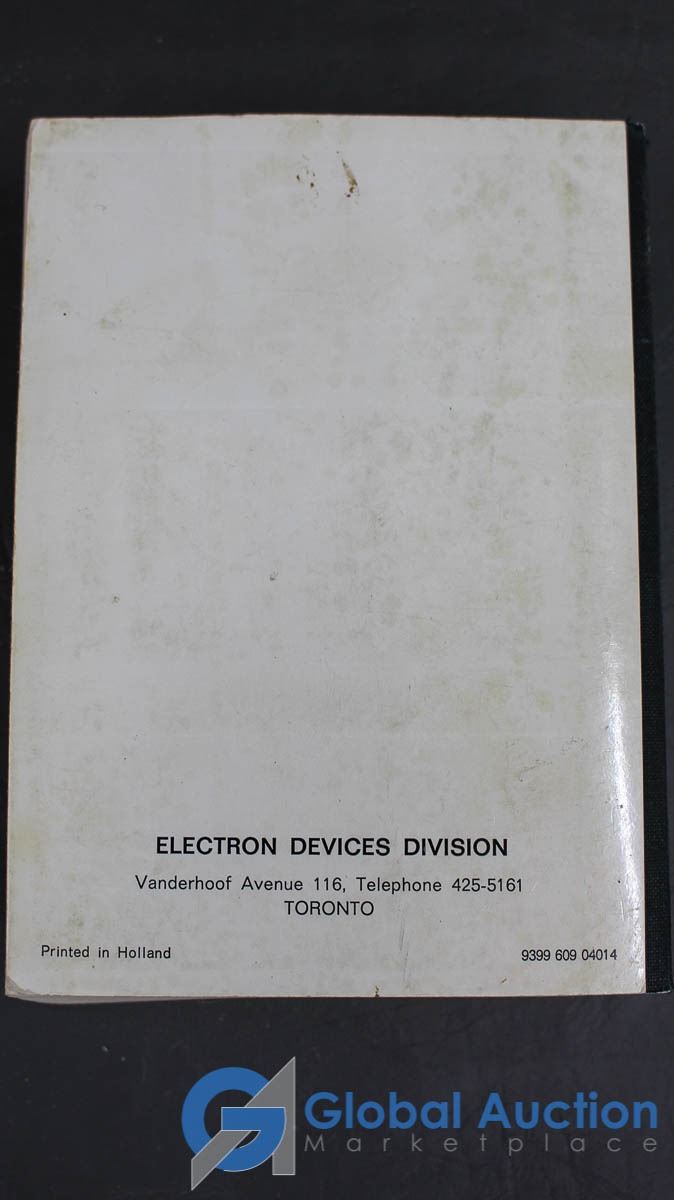 ELECTRON DEVICES DIVISION
Vanderhoof Avenue 116, Telephone 425-5161
TORONTO
Printed in Holland
9399 609 04014
Global Auction
Marketplace